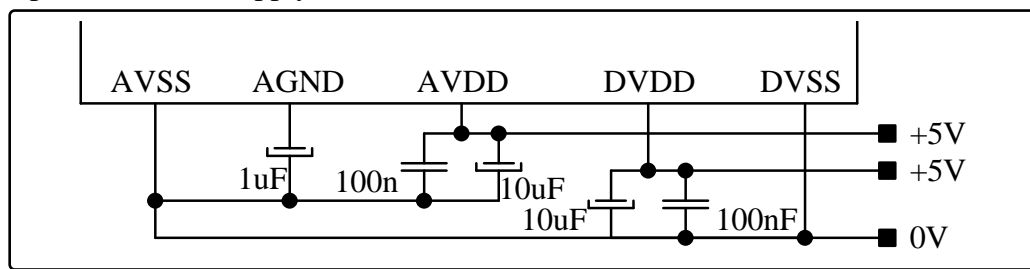 AVSS AGND AVDD DVDD DVSS
+5V
+5V
1uF 100n 10uF
10uF 100nF 0V